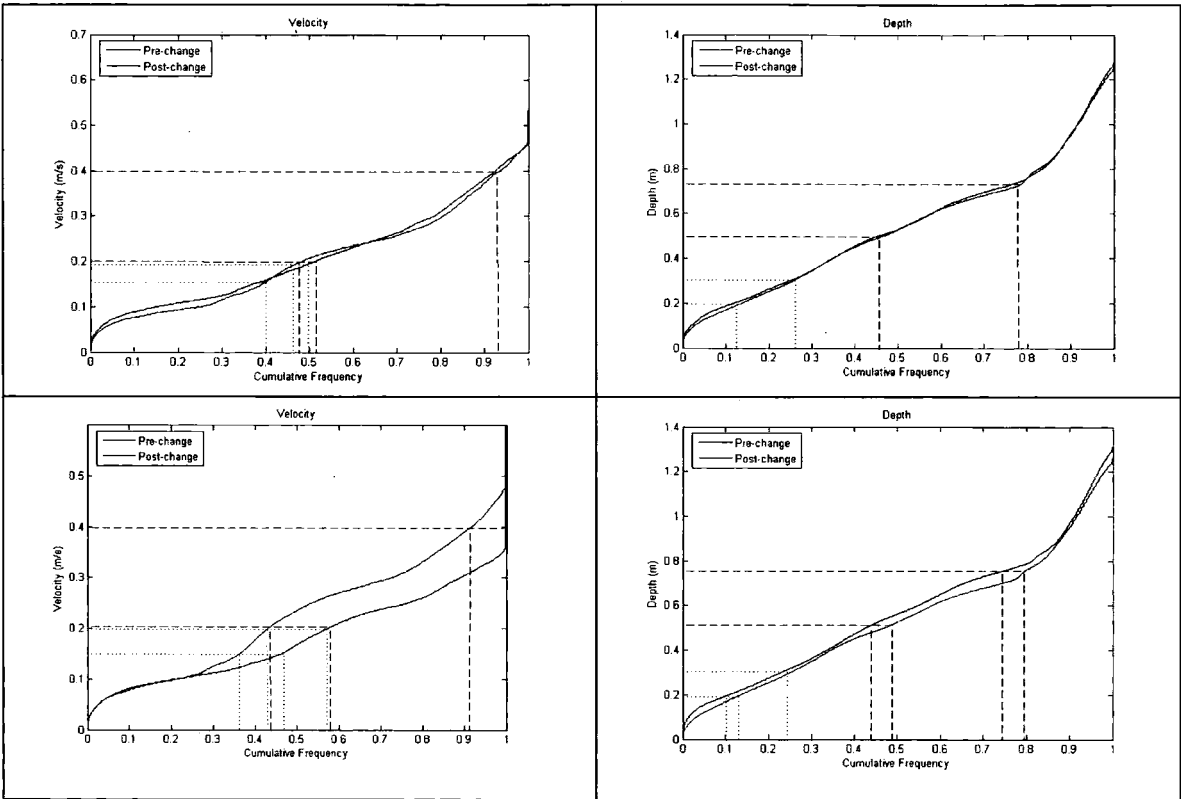 Velocity
0.7
0.6
0.5
0.4
0.3
0.2
0.1
0
Velocity (m/s)
Pre-change
Post-change
0 0.1 0.2 0.3 0.4 0.5 0.6 0.7 0.8 0.9 1
Cumulative Frequency
Depth
1.4
1.2
1
0.8
0.6
0.4
0.2
0
Depth (m)
Pre-change
Post-change
0 0.1 0.2 0.3 0.4 0.5 0.6 0.7 0.8 0.9 1
Cumulative Frequency
Velocity
0.5
0.4
0.3
0.2
0.1
0
Velocity (m/s)
Pre-change
Post-change
0 0.1 0.2 0.3 0.4 0.5 0.6 0.7 0.8 0.9 1
Cumulative Frequency
Depth
1.4
1.2
1
0.8
0.6
0.4
0.2
0
Depth (m)
Pre-change
Post-change
0 0.1 0.2 0.3 0.4 0.5 0.6 0.7 0.8 0.9 1
Cumulative Frequency